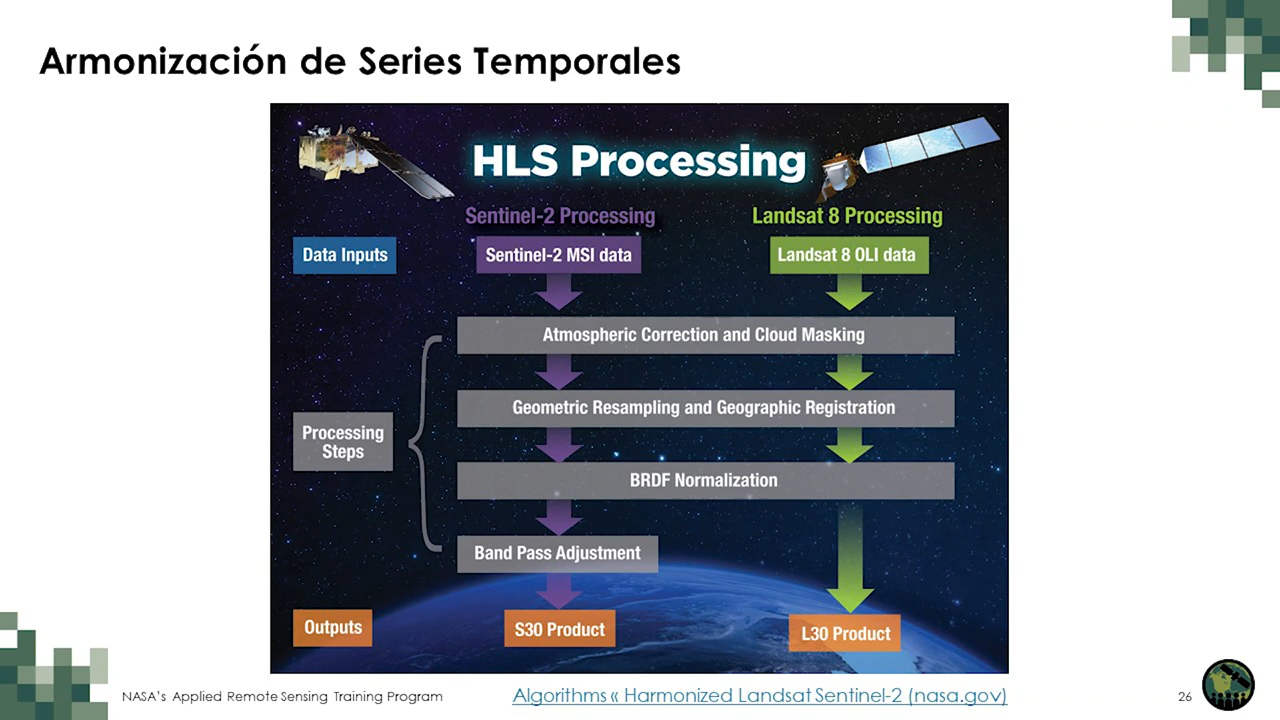 Armonización de Series Temporales
HLS Processing
Sentinel-2 Processing
Landsat 8 Processing
Data Inputs
Sentinel-2 MSI data
Landsat 8 OLI data
Atmospheric Correction and Cloud Masking
Geometric Resampling and Geographic Registration
Processing
Steps
BRDF Normalization
Band Pass Adjustment
Outputs
S30 Product
L30 Product
NASA's Applied Remote Sensing Training Program
Algorithms « Harmonized Landsat Sentinel-2 (nasa.gov)
26